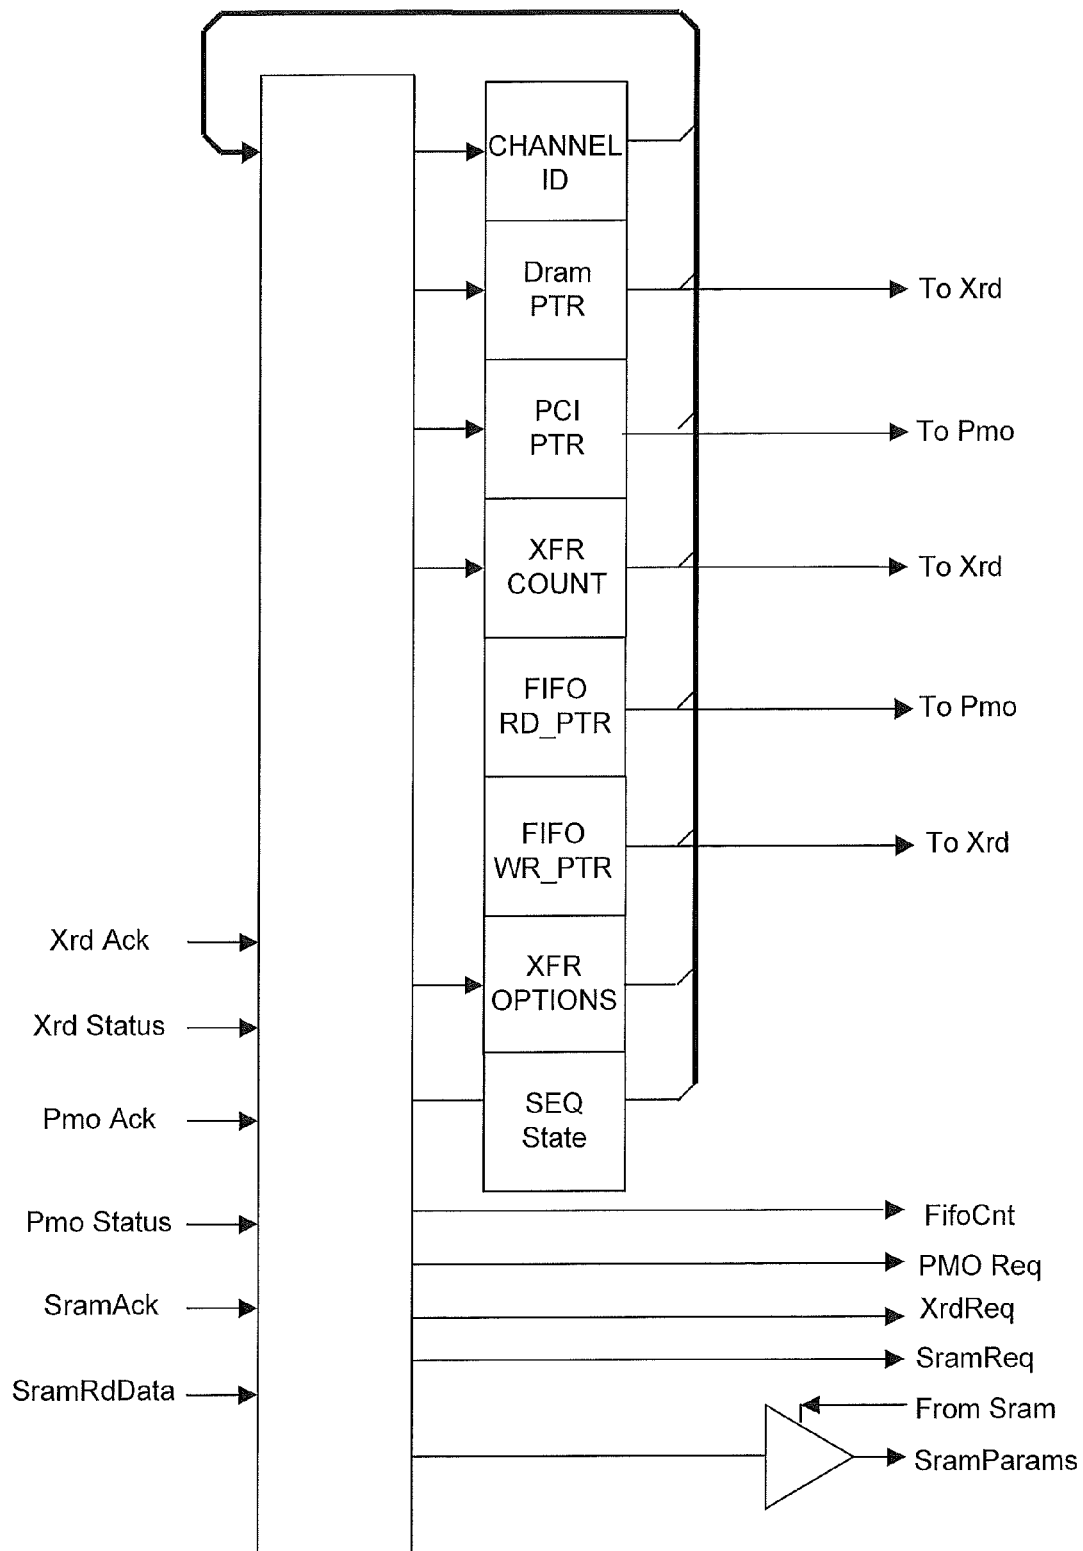 CHANNEL
ID
Dram
PTR
To Xrd
PCI
PTR
To Pmo
XFR
COUNT
To Xrd
FIFO
RD_PTR
To Pmo
FIFO
WR_PTR
To Xrd
Xrd Ack
XFR
OPTIONS
Xrd Status
Pmo Ack
SEQ
State
Pmo Status
FifoCnt
PMO Req
SramAck
XrdReq
SramReq
SramRdData
From Sram
SramParams